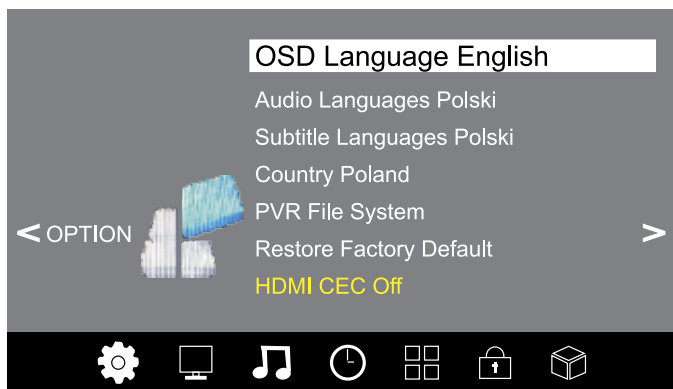 OSD Language English
Audio Languages Polski
Subtitle Languages Polski
Country Poland
< OPTION >
PVR File System
Restore Factory Default
HDMI CEC Off